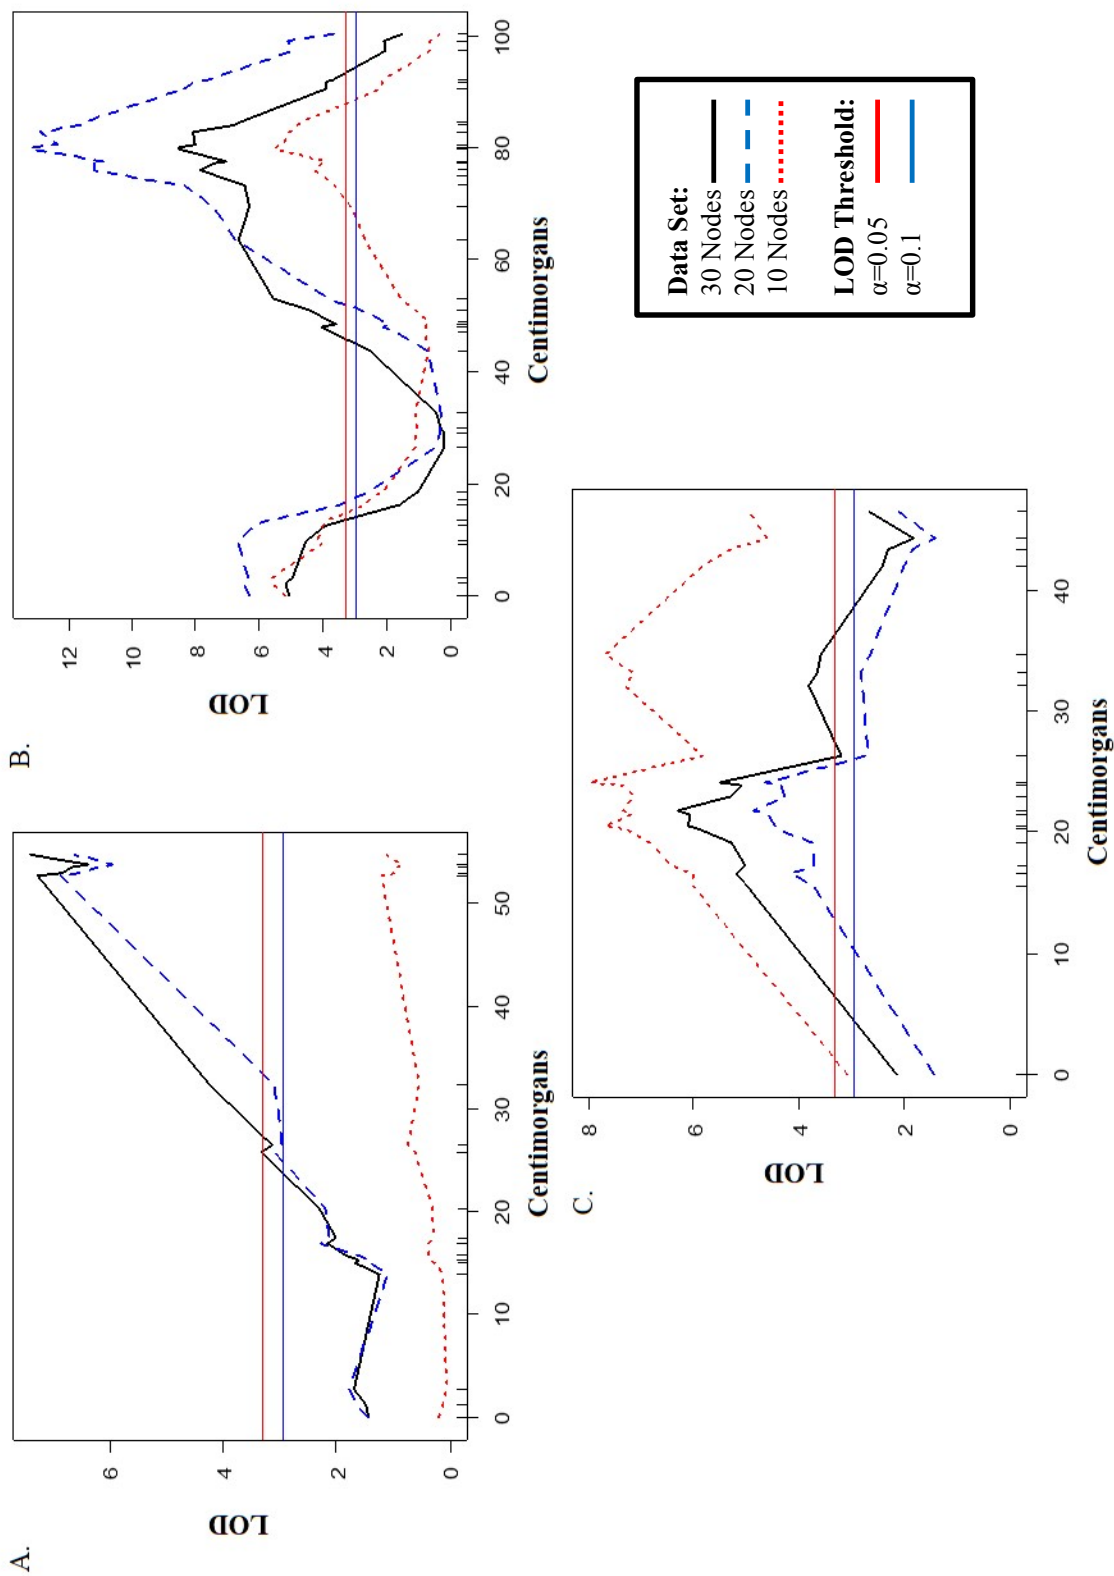 A.
LOD
6
4
2
0
0 10 20 30 40 50
Centimorgans
B.
LOD
12
10
8
6
4
2
0
0 20 40 60 80 100
Centimorgans
C.
LOD
8
6
4
2
0
0 10 20 30 40
Centimorgans
Data Set:
30 Nodes
20 Nodes
10 Nodes
LOD Threshold:
α=0.05
α=0.1